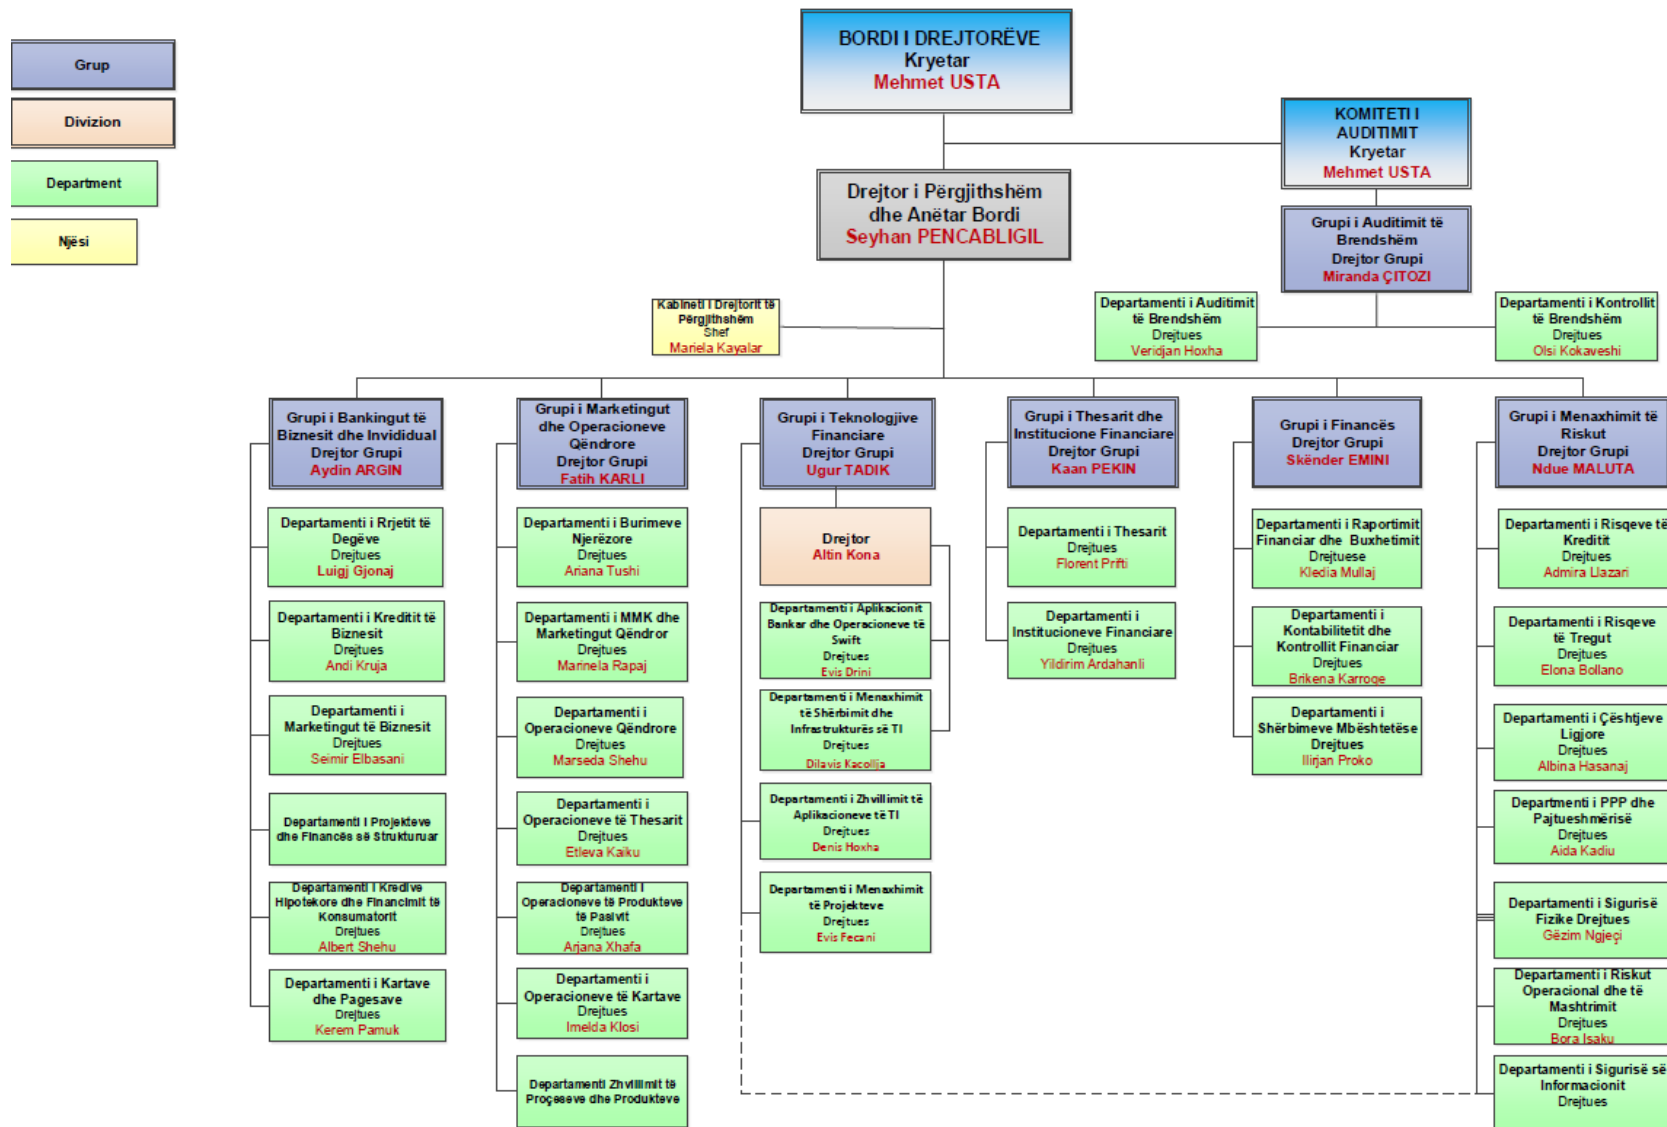 Grup
Divizion
Department
Njësi
BORDI I DREJTORËVE
Kryetar
Mehmet USTA
KOMITETI I
AUDITIMIT
Kryetar
Mehmet USTA
Drejtor i Përgjithshëm
dhe Anëtar Bordi
Seyhan PENCABLIGIL
Grupi i Auditimit të
Brendshëm
Drejtor Grupi
Miranda ÇITOZI
Kabineti i Drejtorit të
Përgjithshëm
Shef
Mariela Kayalar
Departamenti i Auditimit
të Brendshëm
Drejtues
Veridjan Hoxha
Departamenti i Kontrollit
të Brendshëm
Drejtues
Olsi Kokaveshi
Grupi i Bankingut të
Biznesit dhe Invididual
Drejtor Grupi
Aydin ARGIN
Departamenti i Rrjetit të
Degëve
Drejtues
Luigj Gjonaj
Departamenti i Kreditit të
Biznesit
Drejtues
Andi Kruja
Departamenti i
Marketingut të Biznesit
Drejtues
Seimir Elbasani
Departamenti i Projekteve
dhe Financës së Strukturuar
Departamenti i Kredive
Hipotekore dhe Financimit të
Konsumatorit
Drejtues
Albert Shehu
Departamenti i Kartave
dhe Pagesave
Drejtues
Kerem Pamuk
Grupi i Marketingut
dhe Operacioneve
Qëndrore
Drejtor Grupi
Fatih KARLI
Departamenti i Burimeve
Njerëzore
Drejtues
Ariana Tushi
Departamenti i MMK dhe
Marketingut Qëndror
Drejtues
Marinela Rapaj
Departamenti i
Operacioneve Qëndrore
Drejtues
Marseda Shehu
Departamenti i
Operacioneve të Thesarit
Drejtues
Etleva Kaiku
Departamenti i
Operacioneve të Produkteve
të Pasivit
Drejtues
Arjana Xhafa
Departamenti i
Operacioneve të Kartave
Drejtues
Imelda Klosi
Departamenti Zhvillimit të
Proçeseve dhe Produkteve
Grupi i Teknologjive
Financiare
Drejtor Grupi
Ugur TADIK
Drejtor
Altin Kona
Departamenti i Aplikacionit
Bankar dhe Operacioneve të
Swift
Drejtues
Evis Drini
Departamenti i Menaxhimit
të Shërbimit dhe
Infrastrukturës së TI
Drejtues
Dilavis Kacollja
Departamenti i Zhvillimit të
Aplikacioneve të TI
Drejtues
Denis Hoxha
Departamenti i Menaxhimit
të Projekteve
Drejtues
Evis Fecani
Grupi i Thesarit dhe
Institucione Financiare
Drejtor Grupi
Kaan PEKIN
Departamenti i Thesarit
Drejtues
Florent Prifti
Departamenti i
Institucioneve Financiare
Drejtues
Yildirim Ardahanli
Grupi i Financës
Drejtor Grupi
Skënder EMINI
Departamenti i Raportimit
Financiar dhe Buxhetimit
Drejtuese
Kledia Mullaj
Departamenti i
Kontabilitetit dhe
Kontrollit Financiar
Drejtues
Brikena Karroqe
Departamenti i
Shërbimeve Mbështetëse
Drejtues
Ilirjan Proko
Grupi i Menaxhimit të
Riskut
Drejtor Grupi
Ndue MALUTA
Departamenti i Risqeve të
Kreditit
Drejtues
Admira Llazari
Departamenti i Risqeve
të Tregut
Drejtues
Elona Bollano
Departamenti i Çështjeve
Ligjore
Drejtues
Albina Hasanaj
Departmenti i PPP dhe
Pajtueshmërisë
Drejtues
Aida Kadiu
Departamenti i Sigurisë
Fizike Drejtues
Gëzim Ngjeçi
Departamenti i Riskut
Operacional dhe të
Mashtrimit
Drejtues
Bora Isaku
Departamenti i Sigurisë së
Informacionit
Drejtues